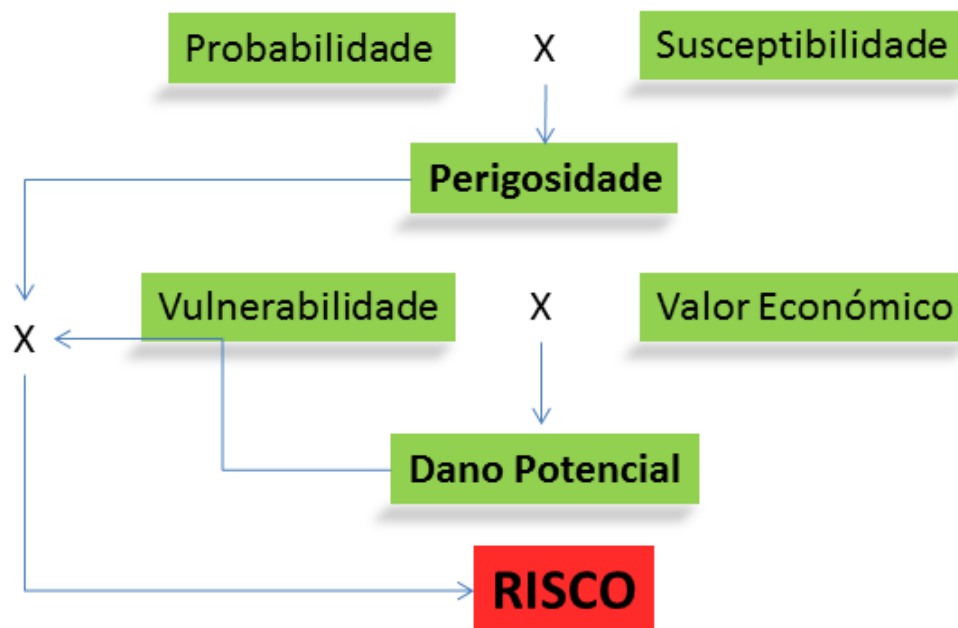 Probabilidade X Susceptibilidade
Perigosidade
X Vulnerabilidade X Valor Económico
Dano Potencial
RISCO